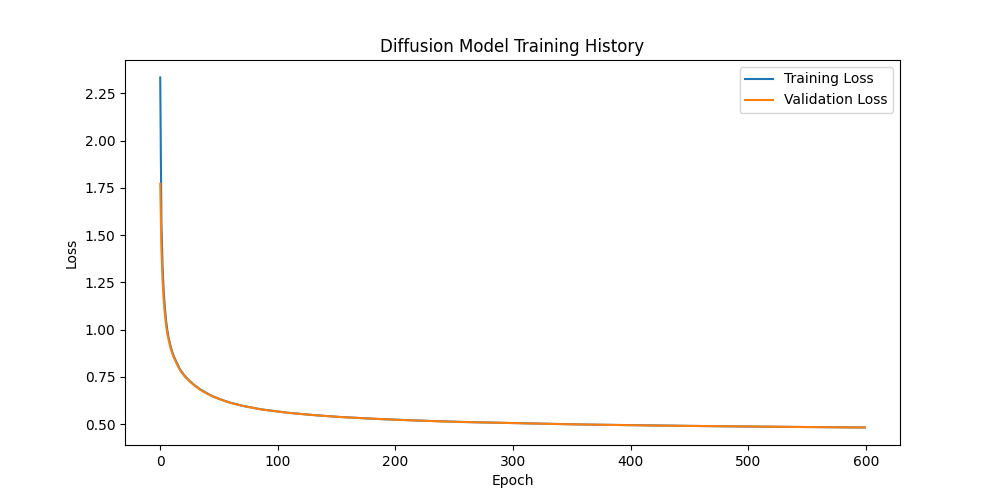 Diffusion Model Training History
Training Loss
Validation Loss
2.25
2.00
1.75
1.50
1.25
1.00
0.75
0.50
Loss
0 100 200 300 400 500 600
Epoch